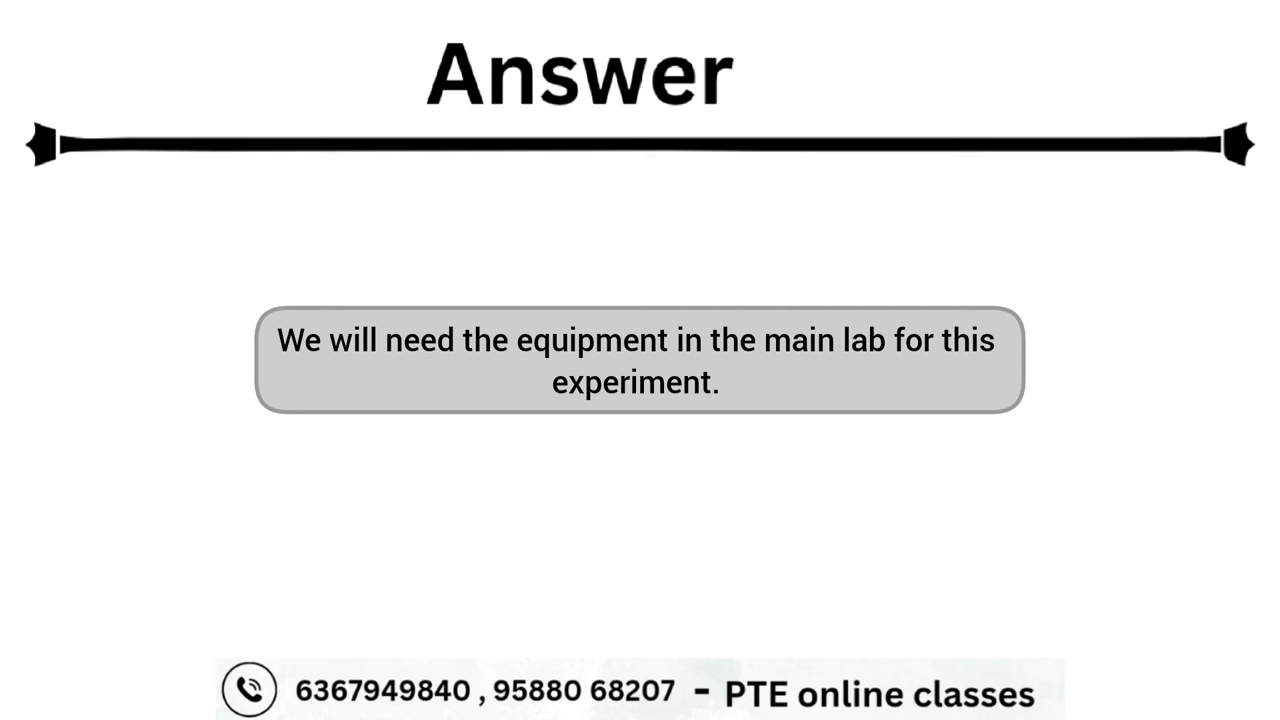 Answer
We will need the equipment in the main lab for this
experiment.
6367949840 , 95880 68207 - PTE online classes